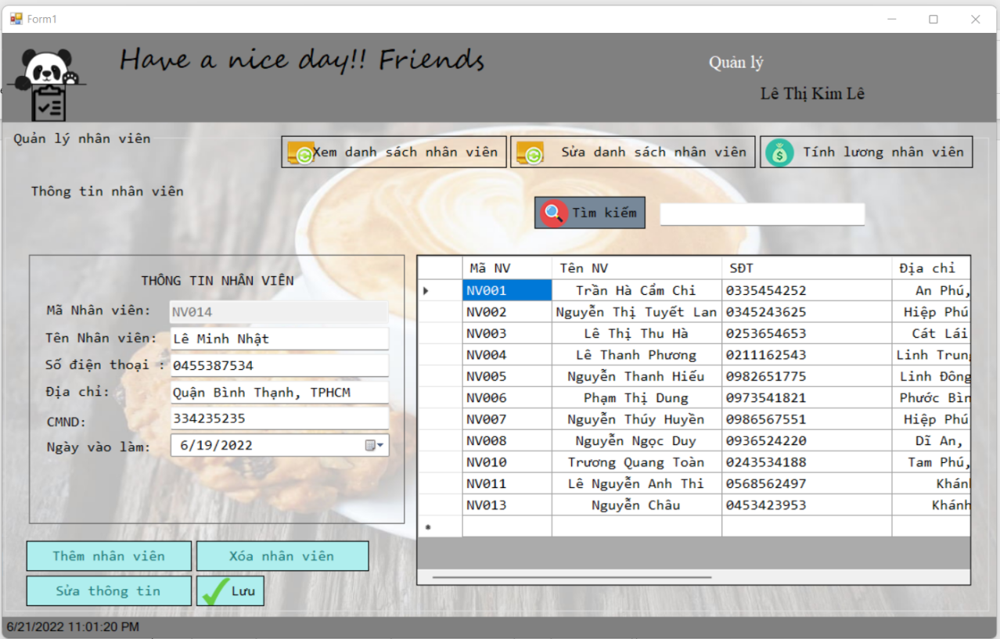 Form1
Have a nice day!! Friends
Quản lý
Lê Thị Kim Lê
Quản lý nhân viên
Xem danh sách nhân viên
Sửa danh sách nhân viên
Tính lương nhân viên
Thông tin nhân viên
Tìm kiếm
THÔNG TIN NHÂN VIÊN
Mã Nhân viên: NV014
Tên Nhân viên: Lê Minh Nhật
Số điện thoại : 0455387534
Địa chỉ: Quận Bình Thạnh, TPHCM
CMND: 334235235
Ngày vào làm: 6/19/2022
Thêm nhân viên
Xóa nhân viên
Sửa thông tin
Lưu
Mã NV Tên NV SĐT Địa chỉ
NV001 Trần Hà Cẩm Chi 0335454252 An Phú,
NV002 Nguyễn Thị Tuyết Lan 0345243625 Hiệp Phú
NV003 Lê Thị Thu Hà 0253654653 Cát Lái
NV004 Lê Thanh Phương 0211162543 Linh Trung
NV005 Nguyễn Thanh Hiếu 0982651775 Linh Đông
NV006 Phạm Thị Dung 0973541821 Phước Bìn
NV007 Nguyễn Thúy Huyền 0986567551 Hiệp Phú
NV008 Nguyễn Ngọc Duy 0936524220 Dĩ An,
NV010 Trương Quang Toàn 0243534188 Tam Phú,
NV011 Lê Nguyễn Anh Thi 0568562497 Khánh
NV013 Nguyễn Châu 0453423953 Khánh
6/21/2022 11:01:20 PM